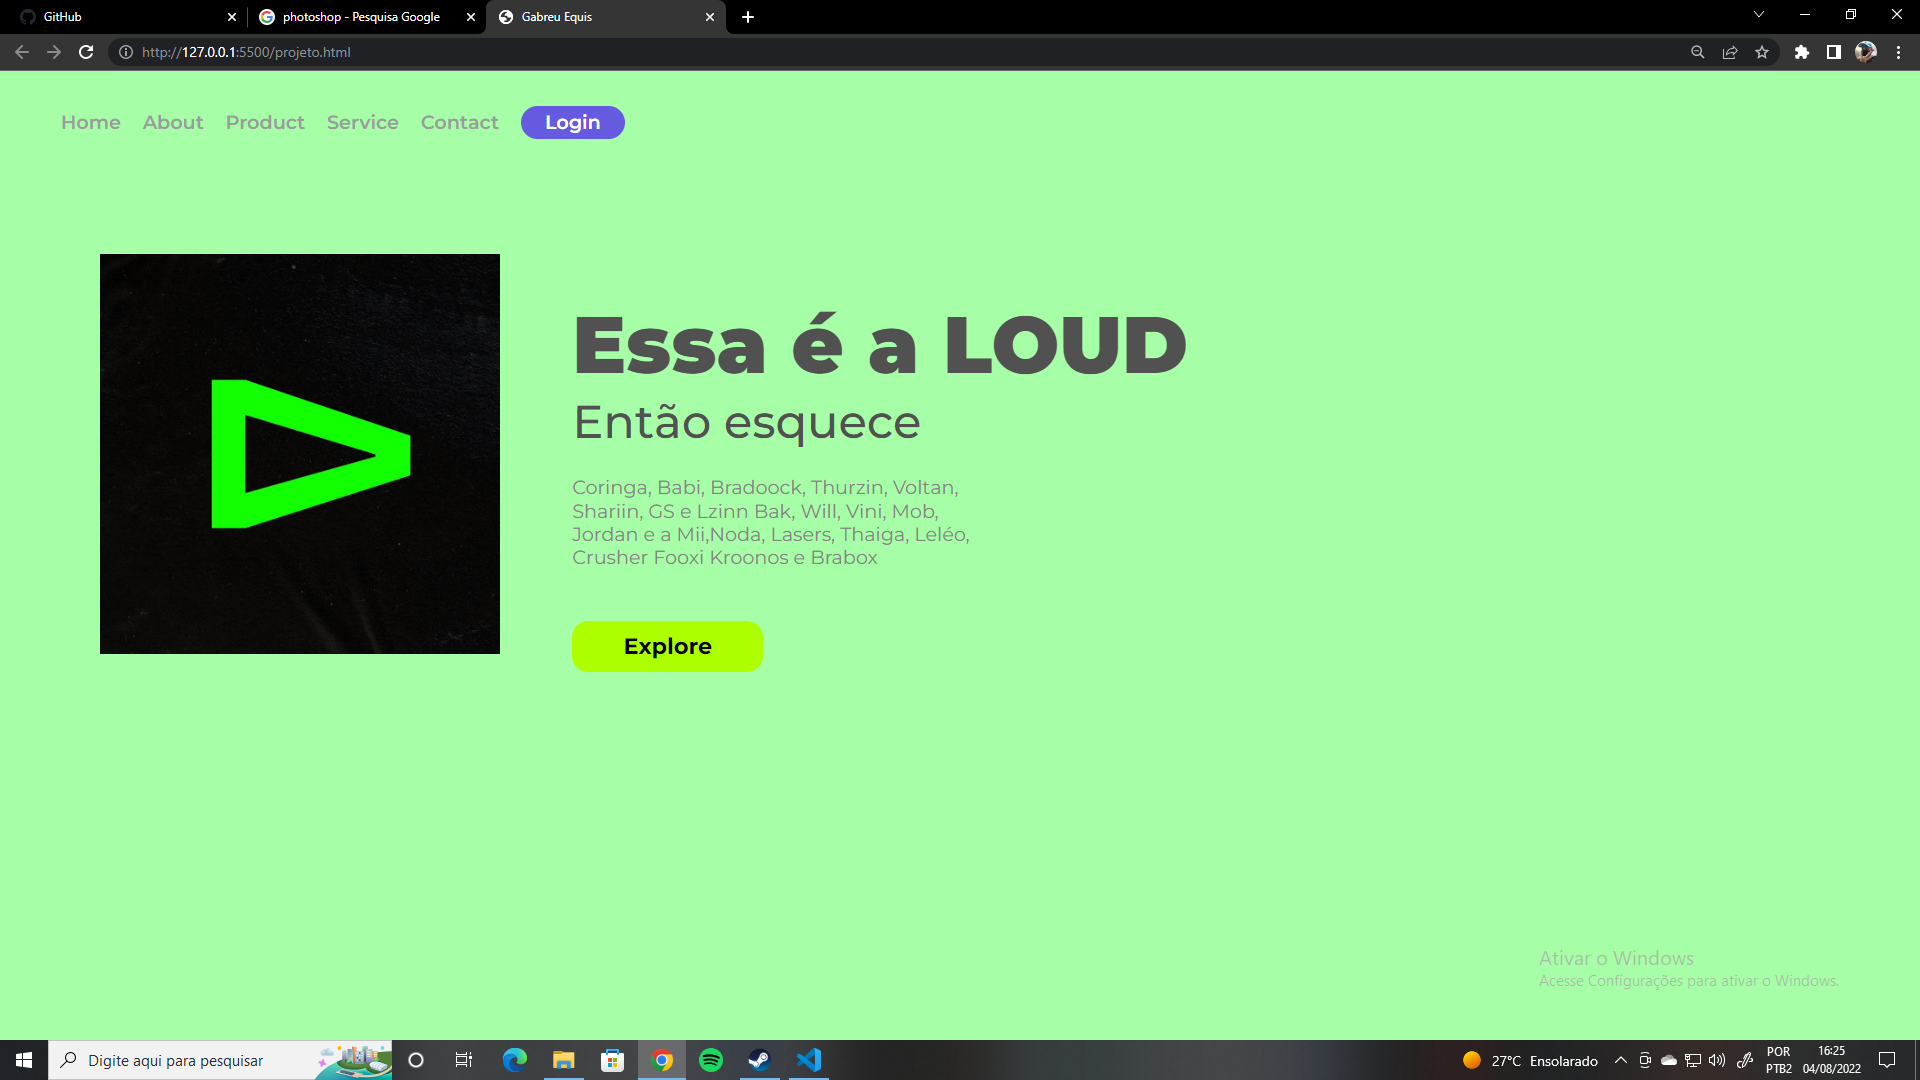 GitHub
photoshop - Pesquisa Google
Gabreu Equis
http://127.0.0.1:5500/projeto.html
Home About Product Service Contact Login
Essa é a LOUD
Então esquece
Coringa, Babi, Bradoock, Thurzin, Voltan,
Shariin, GS e Lzinn Bak, Will, Vini, Mob,
Jordan e a Mii,Noda, Lasers, Thaiga, Leléo,
Crusher Fooxi Kroonos e Brabox
Explore
Ativar o Windows
Acesse Configurações para ativar o Windows.
Digite aqui para pesquisar
27°C Ensolarado
POR
PTB2
16:25
04/08/2022